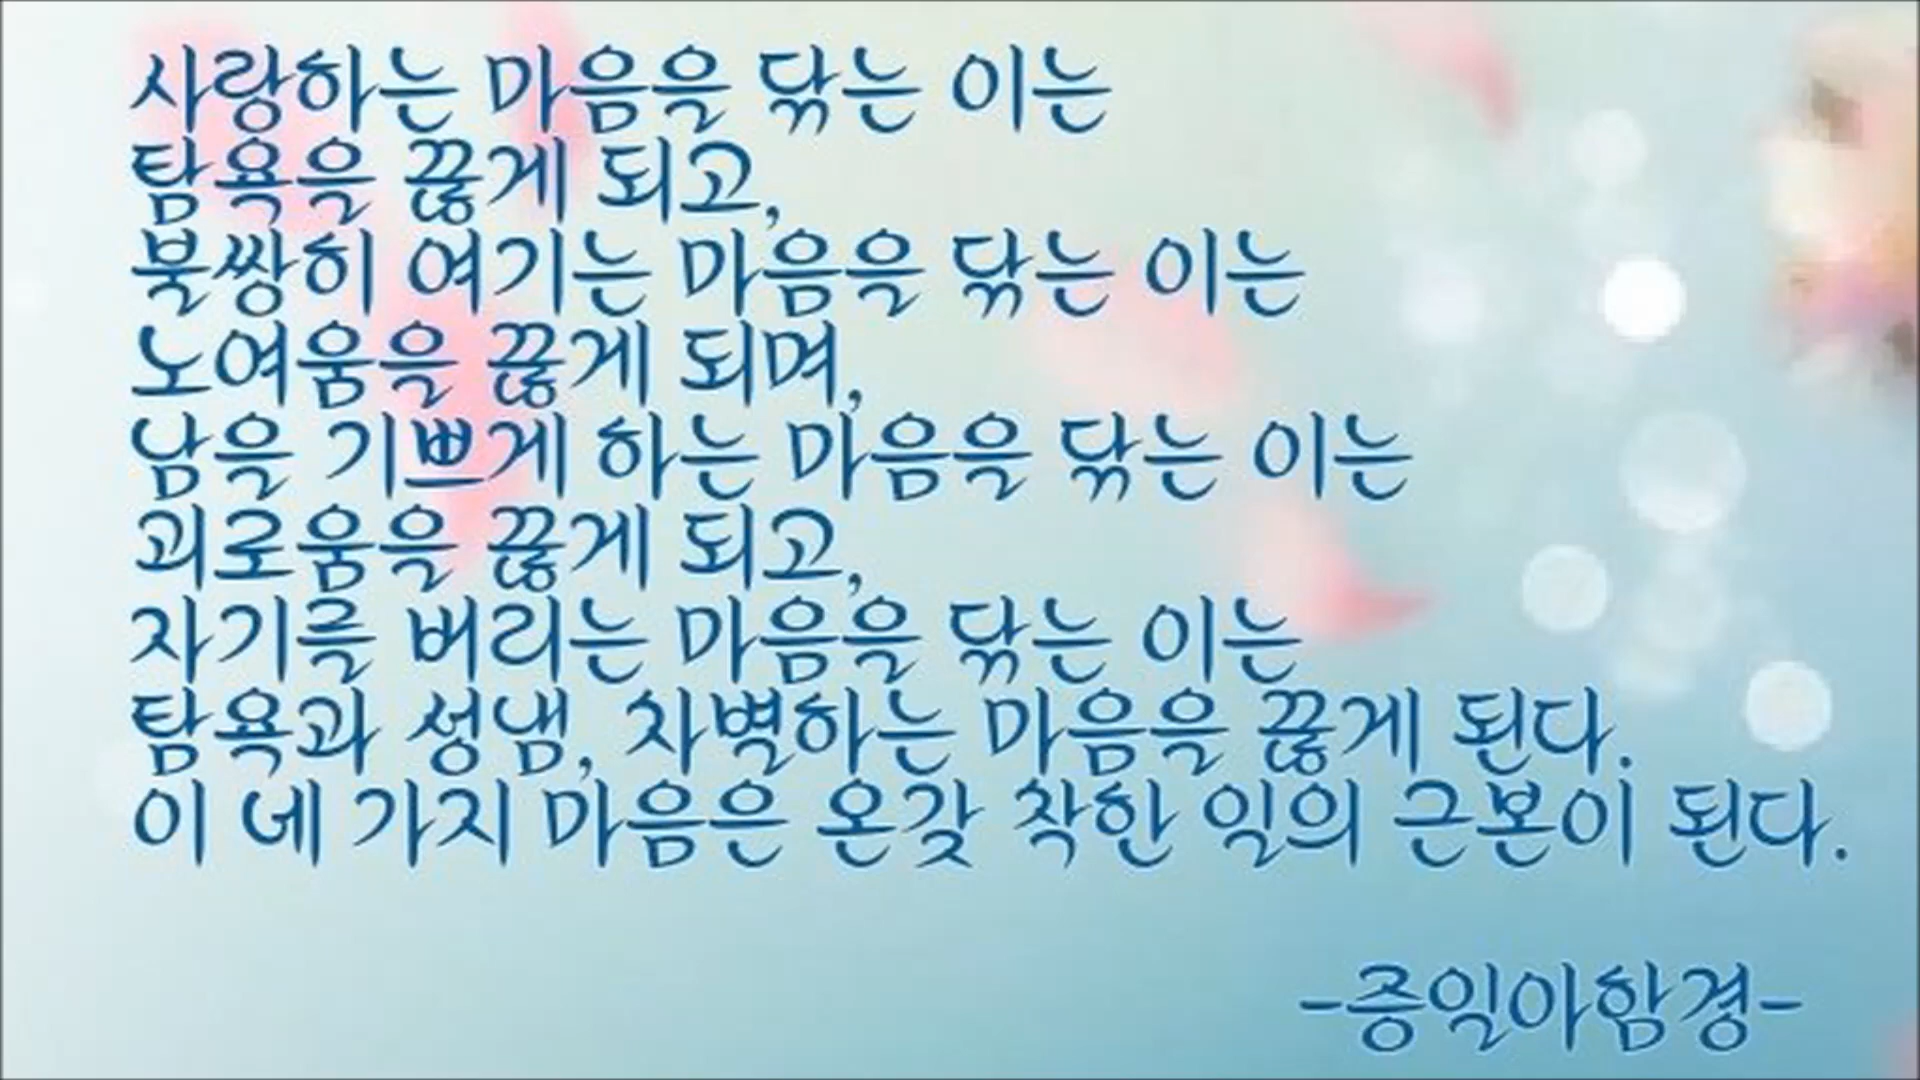 사랑하는 마음을 닦는 이는
탐욕을 끊게 되고,
불쌍히 여기는 마음을 닦는 이는
노여움을 끊게 되며,
남을 기쁘게 하는 마음을 닦는 이는
괴로움을 끊게 되고,
자기를 버리는 마음을 닦는 이는
탐욕과 성냄, 차별하는 마음을 끊게 된다.
이 네 가지 마음은 온갖 착한 일의 근본이 된다.
-증일아함경-